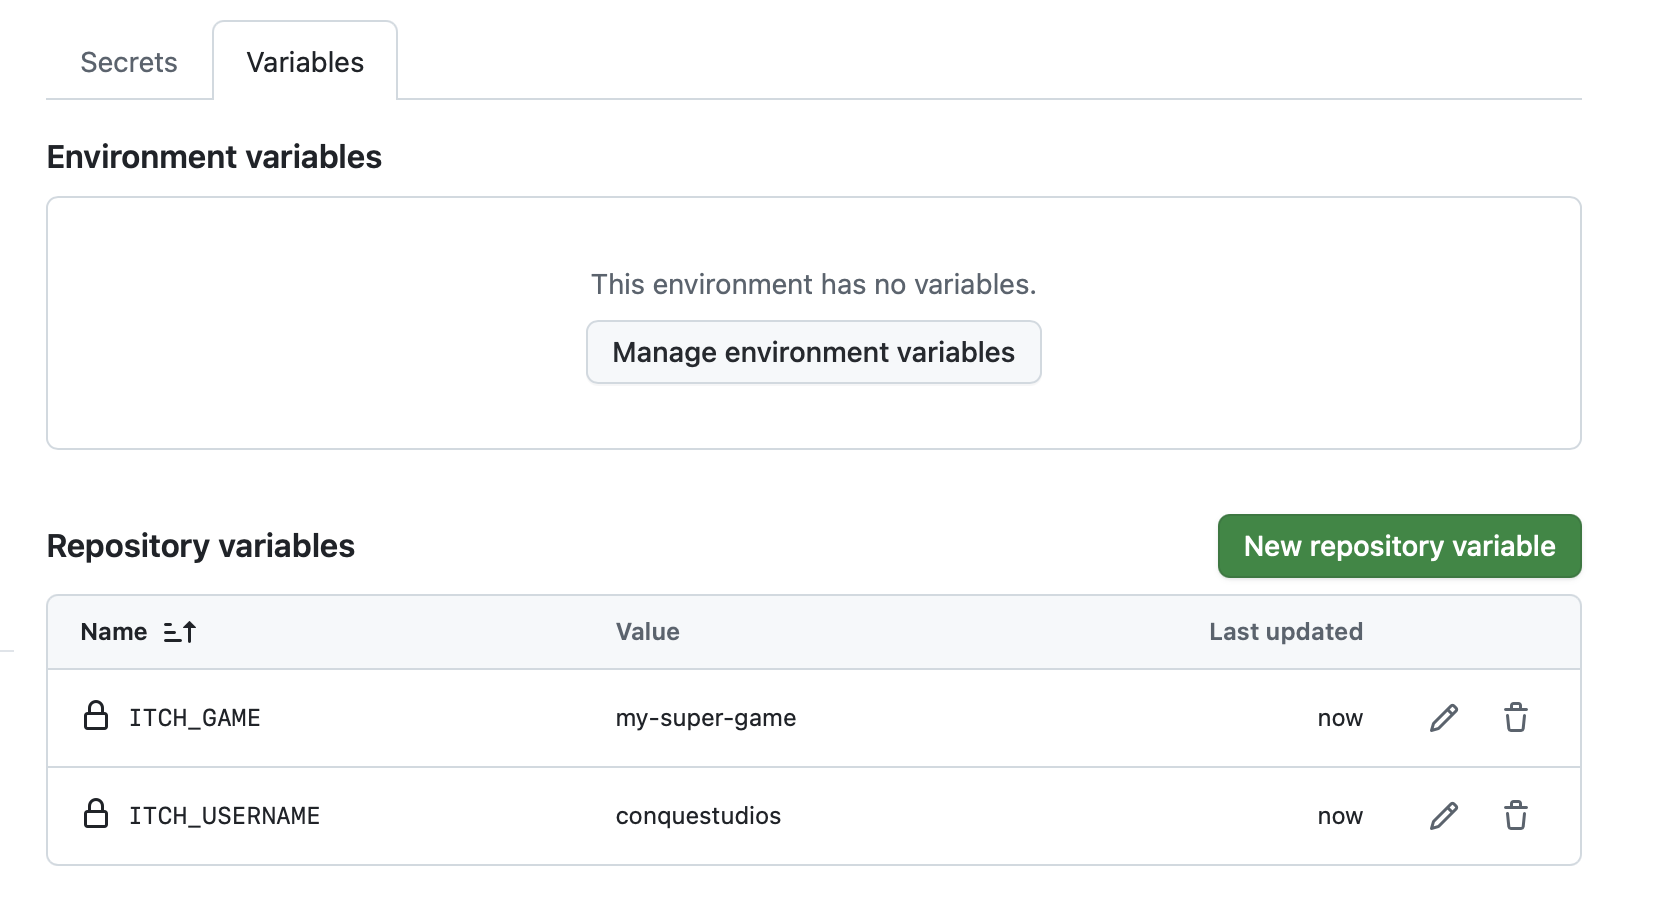 Secrets Variables
Environment variables
This environment has no variables.
Manage environment variables
Repository variables New repository variable
Name Value Last updated
ITCH_GAME my-super-game now
ITCH_USERNAME conquestudios now